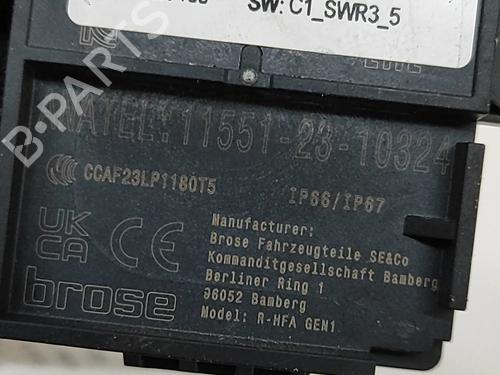 SW: C1_SWR3_5
ANATEL: 11551-23-10324
CCAF23LP1180T5
IP66/IP67
UK
CA
CE
Manufacturer:
Brose Fahrzeugteile SE&Co
Kommanditgesellschaft Bamberg
Berliner Ring 1
96052 Bamberg
Model: R-HFA GEN1
brose
B-PARTS